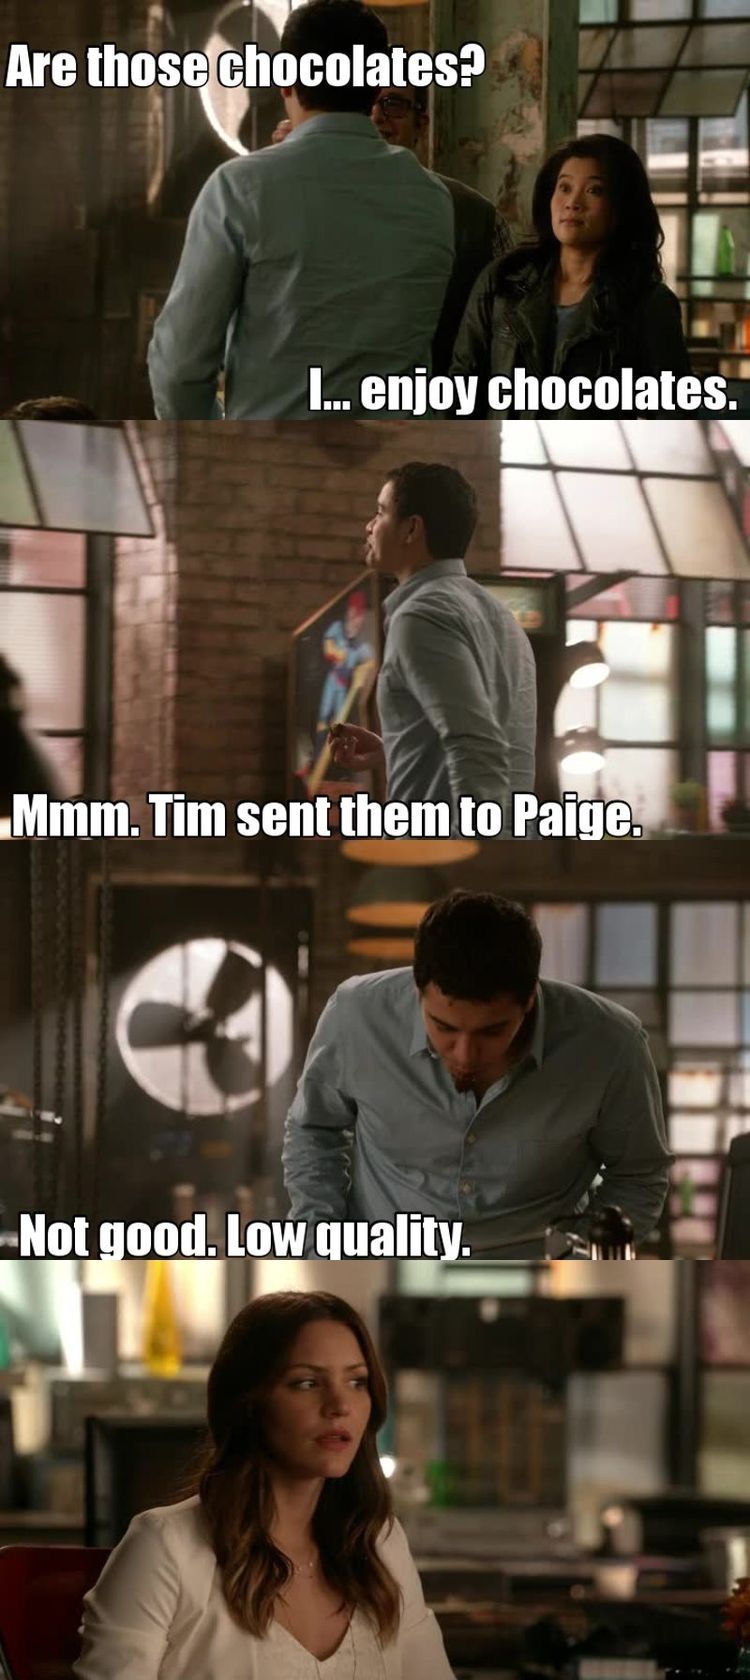 Are those chocolates?
I... enjoy chocolates.
Mmm. Tim sent them to Paige.
Not good. Low quality.